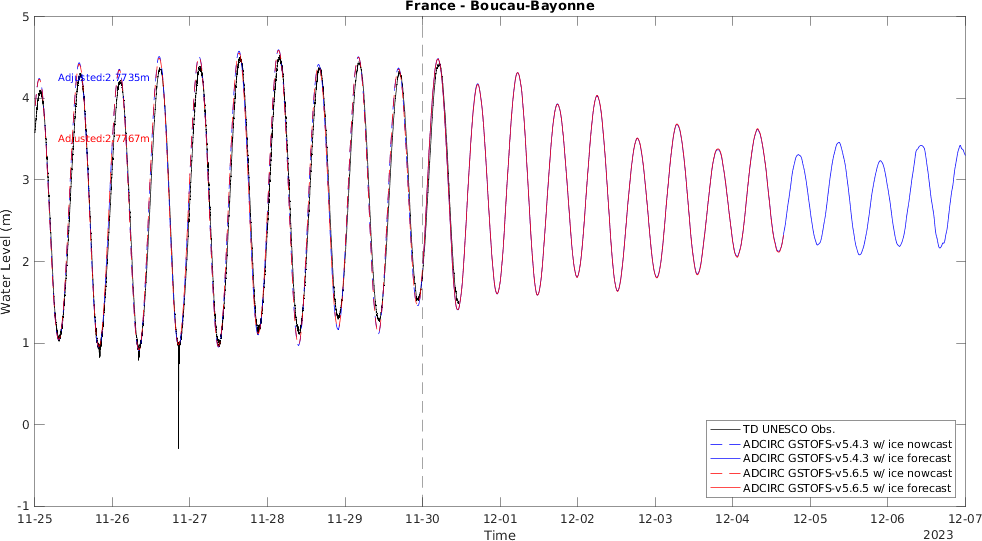 France - Boucau-Bayonne
5
4
3
2
1
0
-1
Water Level (m)
Adjusted:2.7735m
Adjusted:2.7767m
TD UNESCO Obs.
ADCIRC GSTOFS-v5.4.3 w/ ice nowcast
ADCIRC GSTOFS-v5.4.3 w/ ice forecast
ADCIRC GSTOFS-v5.6.5 w/ ice nowcast
ADCIRC GSTOFS-v5.6.5 w/ ice forecast
11-25 11-26 11-27 11-28 11-29 11-30 12-01 12-02 12-03 12-04 12-05 12-06 12-07
Time
2023